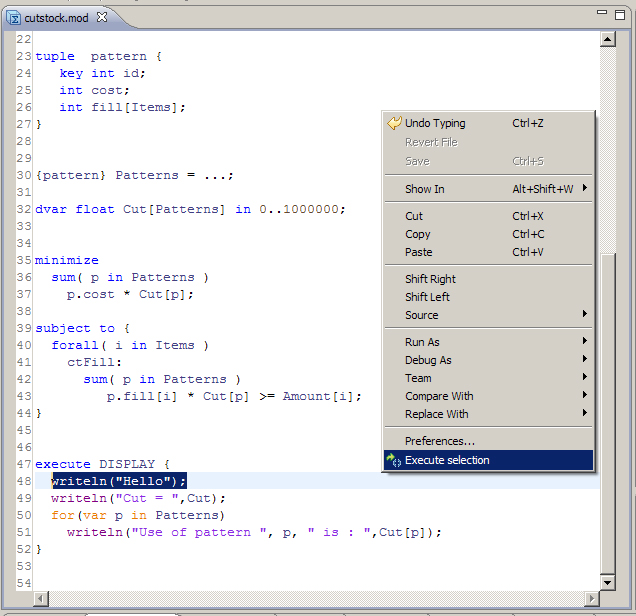 cutstock.mod
22
23 tuple  pattern {
24    key int id;
25    int cost;
26    int fill[Items];
27 }
28
29
30 {pattern} Patterns = ...;
31
32 dvar float Cut[Patterns] in 0..1000000;
33
34
35 minimize
36   sum( p in Patterns )
37     p.cost * Cut[p];
38
39 subject to {
40   forall( i in Items )
41     ctFill:
42       sum( p in Patterns )
43          p.fill[i] * Cut[p] >= Amount[i];
44 }
45
46
47 execute DISPLAY {
48   writeln("Hello");
49   writeln("Cut = ",Cut);
50   for(var p in Patterns)
51     writeln("Use of pattern ", p, " is : ",Cut[p]);
52 }
53
54
Undo Typing Ctrl+Z
Revert File
Save Ctrl+S
Show In Alt+Shift+W
Cut Ctrl+X
Copy Ctrl+C
Paste Ctrl+V
Shift Right
Shift Left
Source
Run As
Debug As
Team
Compare With
Replace With
Preferences...
Execute selection